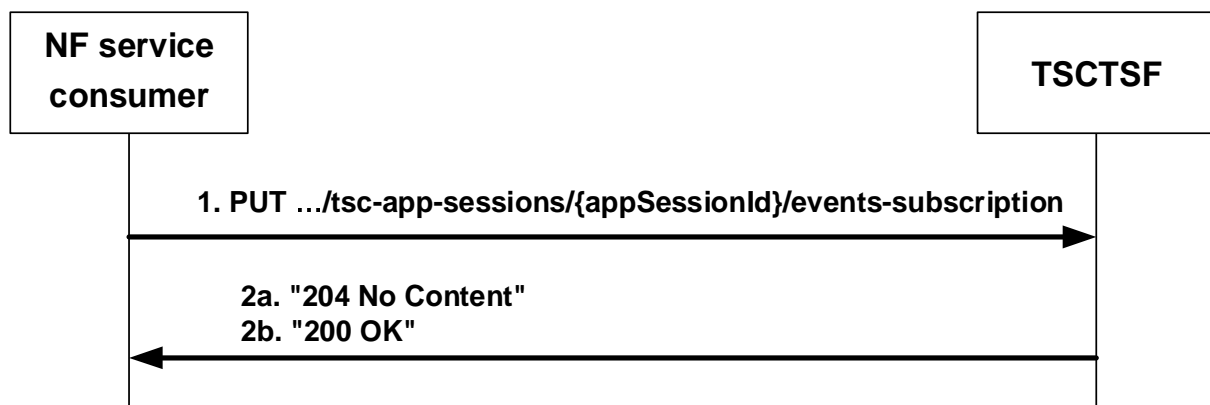 NF service
consumer
TSCTSF
1. PUT …/tsc-app-sessions/{appSessionId}/events-subscription
2a. "204 No Content"
2b. "200 OK"